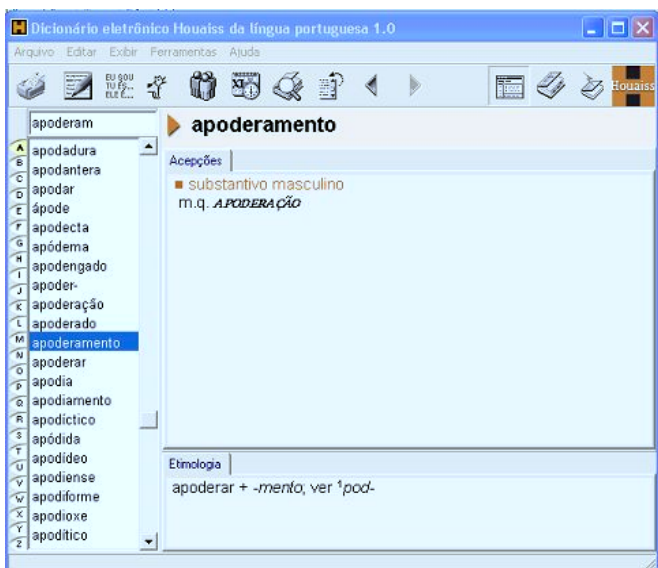 Dicionário eletrônico Houaiss da língua portuguesa 1.0
Arquivo Editar Exibir Ferramentas Ajuda
EU SOU
TU ÉS...
ELE É...
Houaiss
apoderam
apoderamento
A
B
C
D
E
F
G
H
I
J
K
L
M
N
O
P
Q
R
S
T
U
V
W
X
Y
Z
apodadura
apodantera
apodar
ápode
apodecta
apódema
apodengado
apoder-
apoderação
apoderado
apoderamento
apoderar
apodia
apodiamento
apodíctico
apódida
apodídeo
apodiense
apodiforme
apodioxe
apodítico
Acepções
substantivo masculino
m.q. APODERAÇÃO
Etimologia
apoderar + -mento; ver ¹pod-